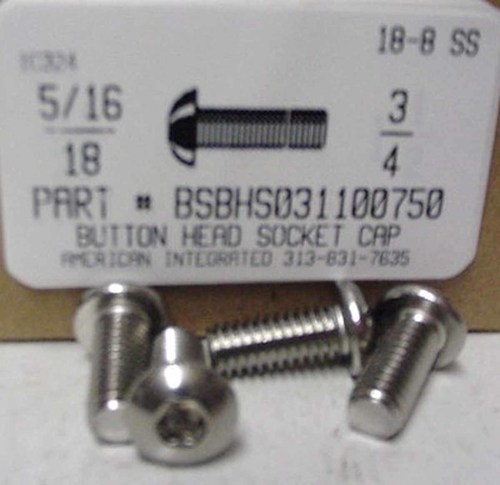 18-8 SS
5/16
18
3
4
PART # BSBHS031100750
BUTTON HEAD SOCKET CAP
AMERICAN INTEGRATED 313-831-7635